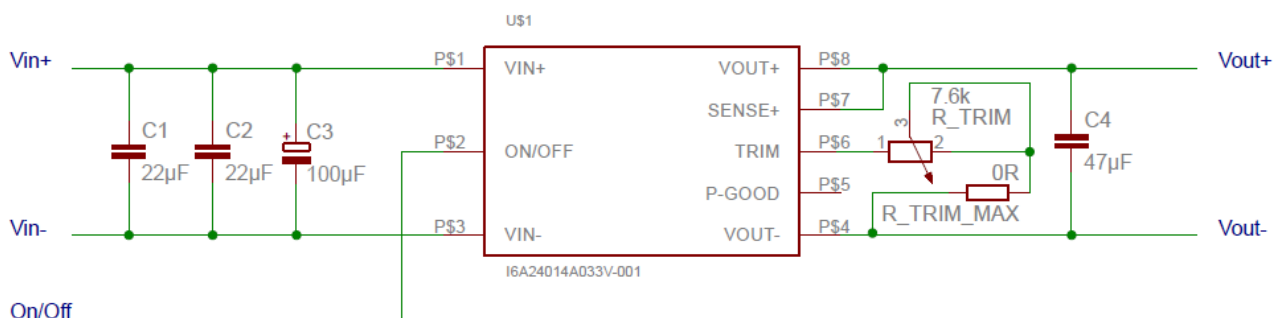 U$1
Vin+
P$1
VIN+
VOUT+
P$8
Vout+
SENSE+
P$7
7.6k
R_TRIM
3
C1
22µF
C2
22µF
+
C3
100µF
P$2
ON/OFF
TRIM
P$6
1
2
C4
47µF
P-GOOD
P$5
0R
R_TRIM_MAX
Vin-
P$3
VIN-
VOUT-
P$4
Vout-
I6A24014A033V-001
On/Off